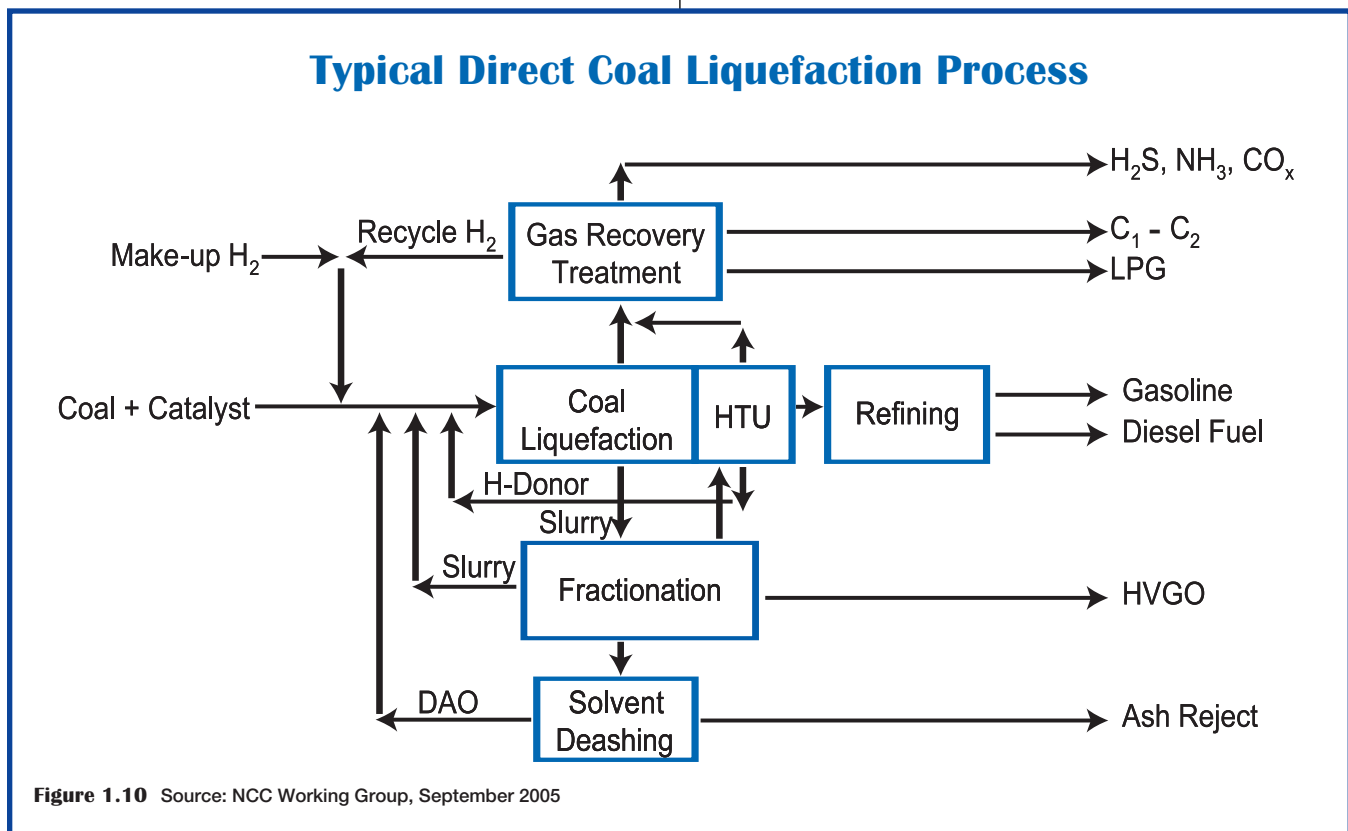 Typical Direct Coal Liquefaction Process
H₂S, NH₃, COₓ
Recycle H₂
Gas Recovery
Treatment
C₁ - C₂
Make-up H₂
LPG
Coal + Catalyst
Coal
Liquefaction
HTU
Refining
Gasoline
Diesel Fuel
H-Donor
Slurry
Slurry
Fractionation
HVGO
DAO
Solvent
Deashing
Ash Reject
Figure 1.10 Source: NCC Working Group, September 2005